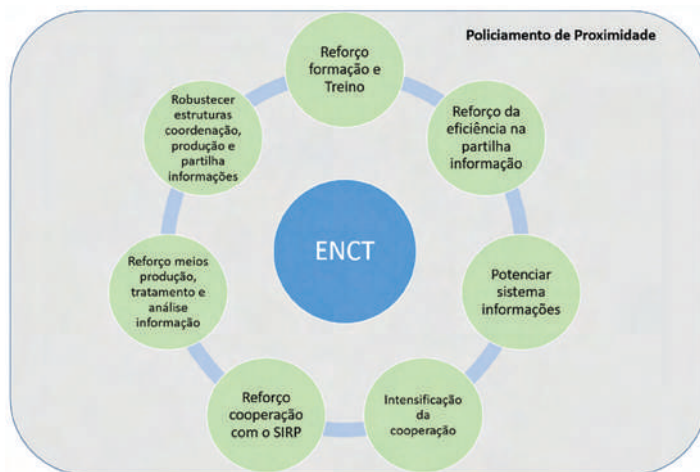 Policiamento de Proximidade
Reforço
formação e
Treino
Reforço da
eficiência na
partilha
informação
Potenciar
sistema
informações
Intensificação
da
cooperação
Reforço
cooperação
com o SIRP
Reforço meios
produção,
tratamento e
análise
informação
Robustecer
estruturas
coordenação,
produção e
partilha
informações
ENCT